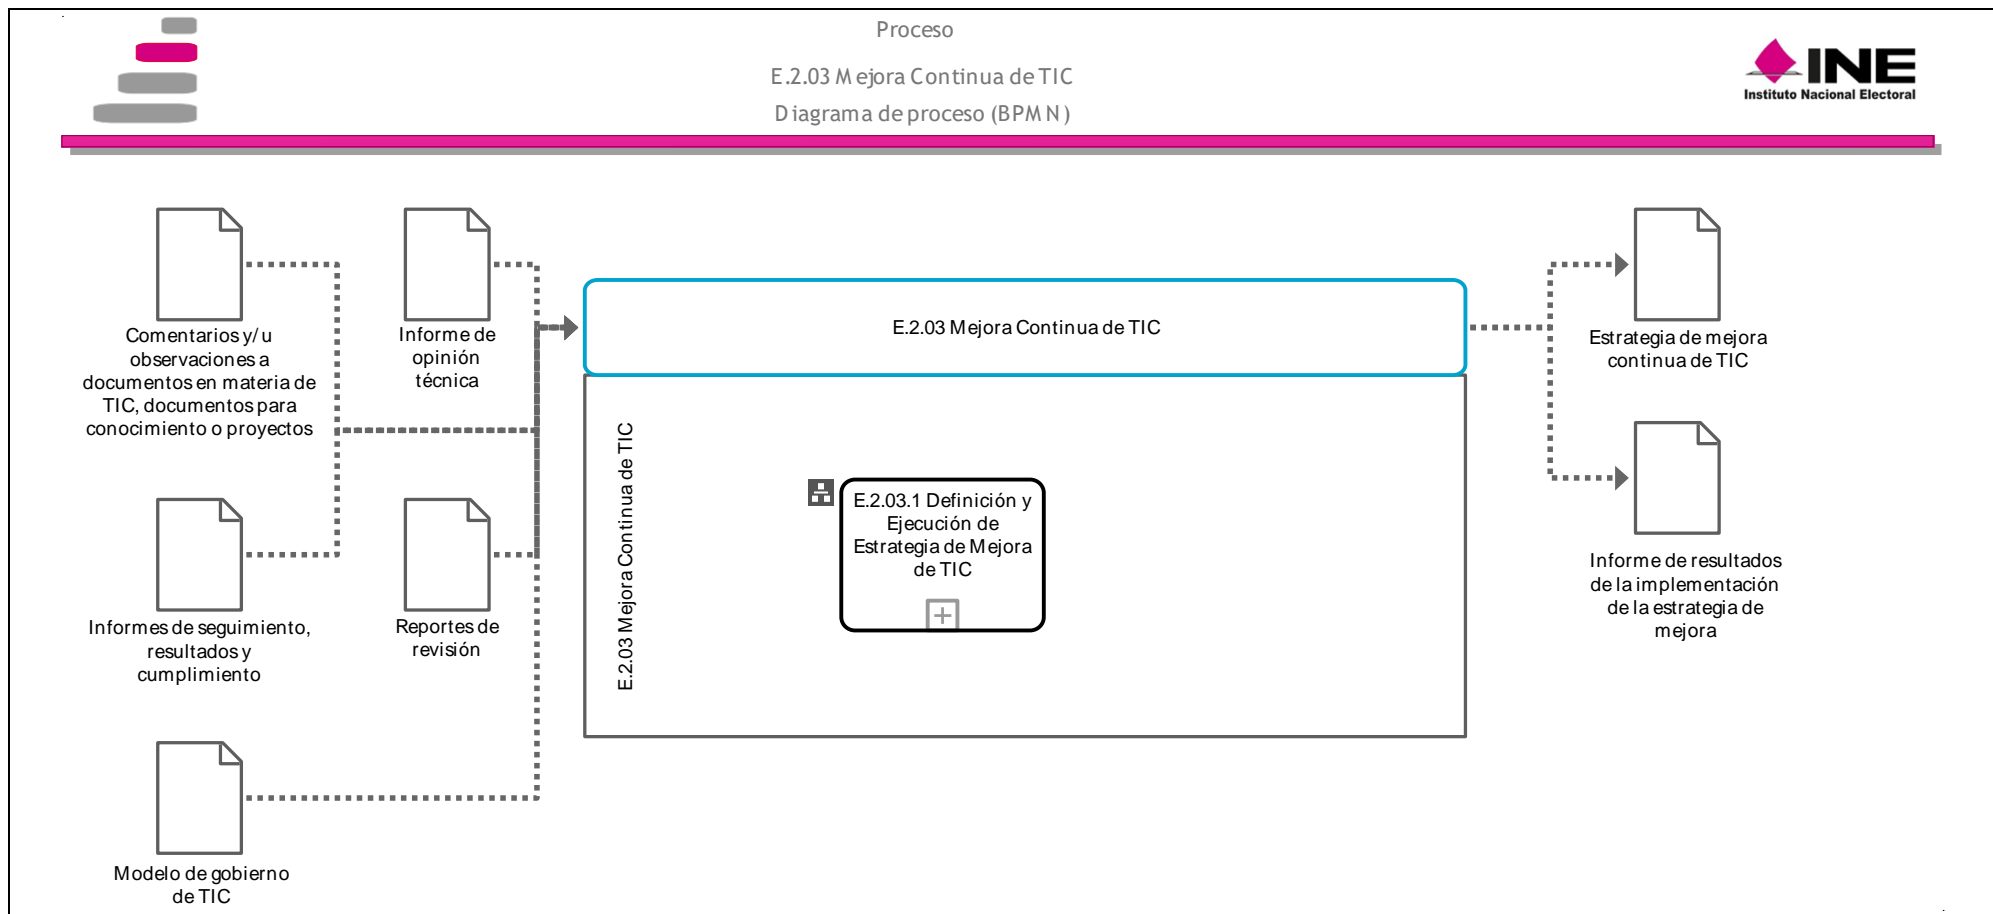 Proceso
E.2.03 Mejora Continua de TIC
Diagrama de proceso (BPMN)
INE
Instituto Nacional Electoral
Comentarios y/u
observaciones a
documentos en materia de
TIC, documentos para
conocimiento o proyectos
Informe de
opinión
técnica
Informes de seguimiento,
resultados y
cumplimiento
Reportes de
revisión
Modelo de gobierno
de TIC
E.2.03 Mejora Continua de TIC
E.2.03 Mejora Continua de TIC
E.2.03.1 Definición y
Ejecución de
Estrategia de Mejora
de TIC
Estrategia de mejora
continua de TIC
Informe de resultados
de la implementación
de la estrategia de
mejora